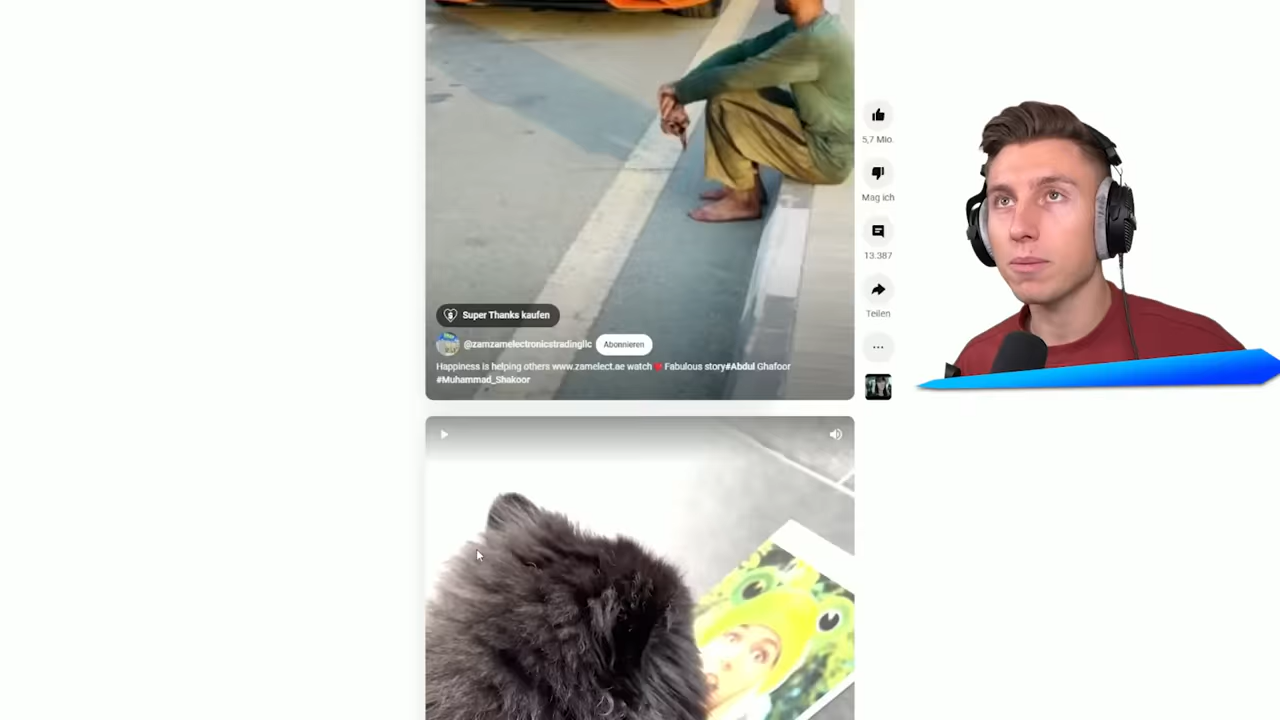 5,7 Mio.
Mag ich
13.387
Teilen
Super Thanks kaufen
@zamzamelectronicstradingllc Abonnieren
Happiness is helping others www.zamelect.ae watch❤️Fabulous story#Abdul Ghafoor
#Muhammad_Shakoor